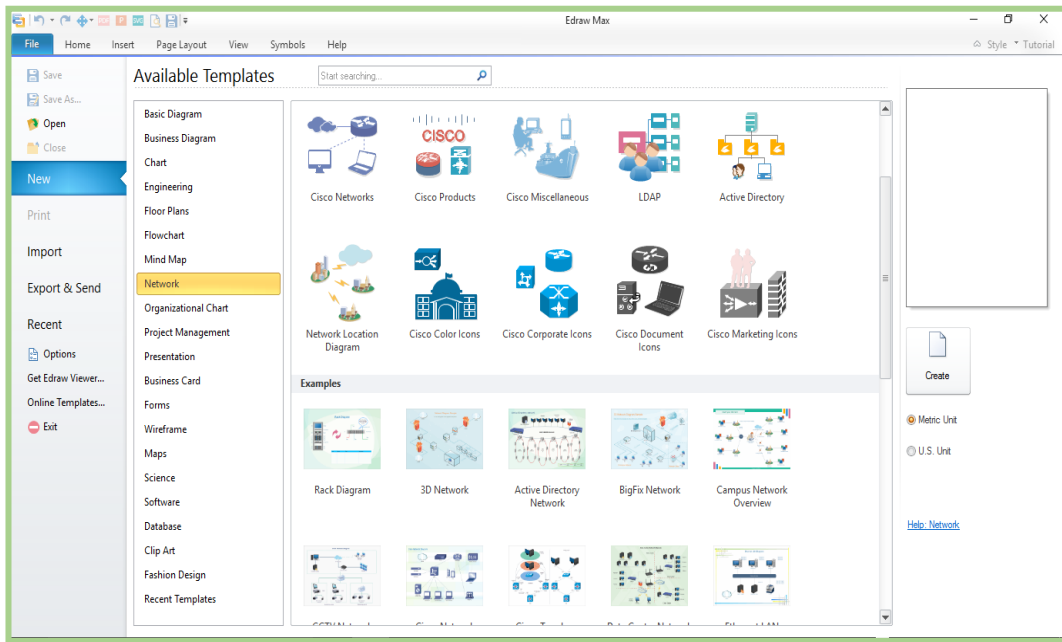 Edraw Max
File Home Insert Page Layout View Symbols Help
Style Tutorial
Save
Save As...
Open
Close
New
Print
Import
Export & Send
Recent
Options
Get Edraw Viewer...
Online Templates...
Exit
Available Templates
Start searching...
Basic Diagram
Business Diagram
Chart
Engineering
Floor Plans
Flowchart
Mind Map
Network
Organizational Chart
Project Management
Presentation
Business Card
Forms
Wireframe
Maps
Science
Software
Database
Clip Art
Fashion Design
Recent Templates
CISCO
Cisco Networks Cisco Products Cisco Miscellaneous LDAP Active Directory
Network Location Cisco Color Icons Cisco Corporate Icons Cisco Document Cisco Marketing Icons
Diagram Icons
Examples
Rack Diagram 3D Network Active Directory BigFix Network Campus Network
Network Overview
Create
Metric Unit
U.S. Unit
Help: Network